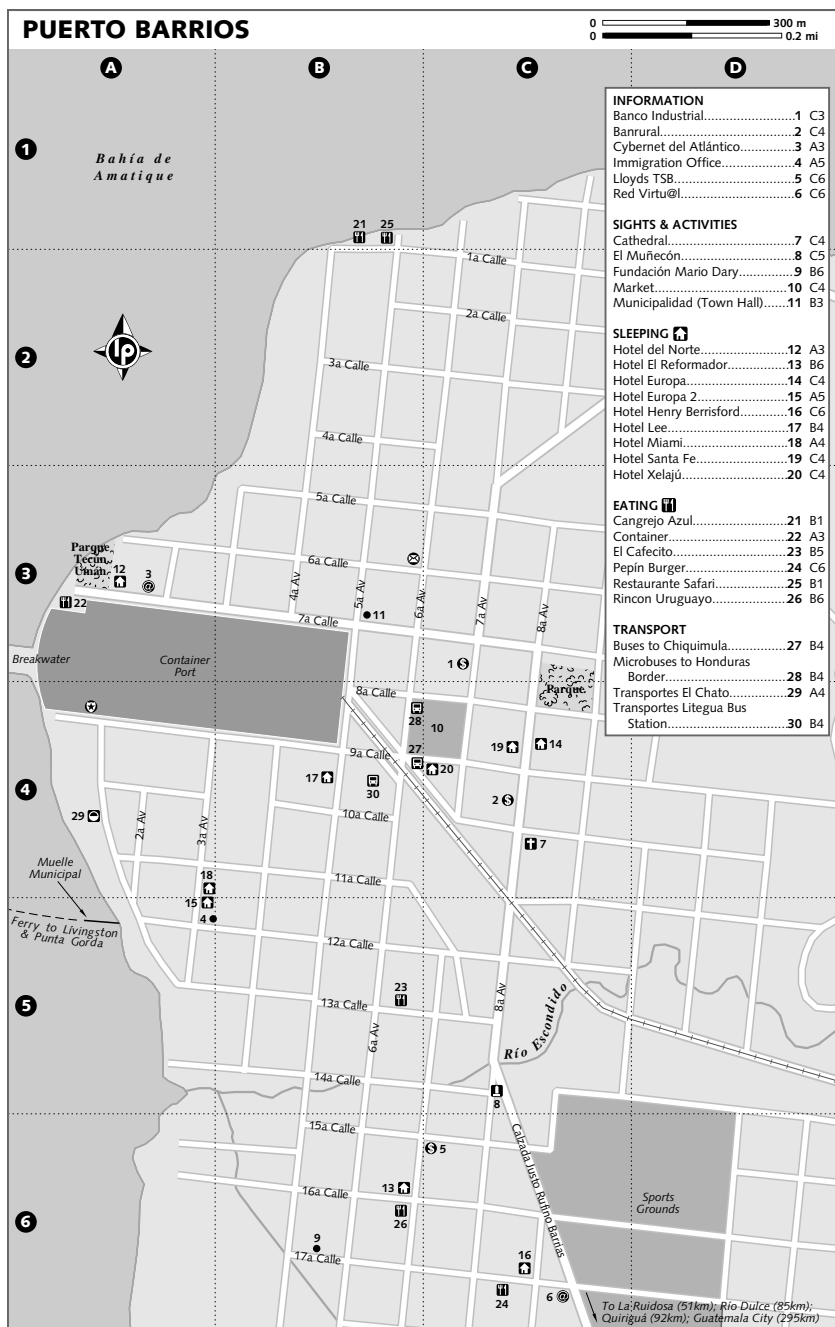 PUERTO BARRIOS
0 300 m
0 0.2 mi
A
B
C
D
1
2
3
4
5
6
INFORMATION
Banco Industrial.......................1 C3
Banrural.......................2 C4
Cybernet del Atlántico.......................3 A3
Immigration Office.......................4 A5
Lloyds TSB.......................5 C6
Red Virtu@l.......................6 C6
SIGHTS & ACTIVITIES
Cathedral.......................7 C4
El Muñecón.......................8 C5
Fundación Mario Dary.......................9 B6
Market.......................10 C4
Municipalidad (Town Hall)......11 B3
SLEEPING
Hotel del Norte.......................12 A3
Hotel El Reformador.......................13 B6
Hotel Europa.......................14 C4
Hotel Europa 2.......................15 A5
Hotel Henry Berrisford.......................16 C6
Hotel Lee.......................17 B4
Hotel Miami.......................18 A4
Hotel Santa Fe.......................19 C4
Hotel Xelajú.......................20 C4
EATING
Cangrejo Azul.......................21 B1
Container.......................22 A3
El Cafecito.......................23 B5
Pepín Burger.......................24 C6
Restaurante Safari.......................25 B1
Rincon Uruguayo.......................26 B6
TRANSPORT
Buses to Chiquimula.......................27 B4
Microbuses to Honduras
Border.......................28 B4
Transportes El Chato.......................29 A4
Transportes Litegua Bus
Station.......................30 B4
Bahía de
Amatique
21 25
1a Calle
2a Calle
lp
3a Calle
4a Calle
5a Calle
6a Calle
Parque
Tecún
Umán
12
3
@
22
4a Av
5a Av
6a Av
7a Av
8a Av
11
7a Calle
Breakwater
Container
Port
1 $
Parque
8a Calle
28
10
19 14
9a Calle
27
20
17
30
2 $
10a Calle
29
2a Av
3a Av
7
Muelle
Municipal
18
11a Calle
15
4
Ferry to Lívingston
& Punta Gorda
12a Calle
23
13a Calle
8a Av
Río Escondido
6a Av
14a Calle
8
15a Calle
$ 5
Calzada Justo Rufino Barrias
13
16a Calle
26
Sports
Grounds
9
17a Calle
16
24
6 @
To La Ruidosa (51km); Río Dulce (85km);
Quiriguá (92km); Guatemala City (295km)